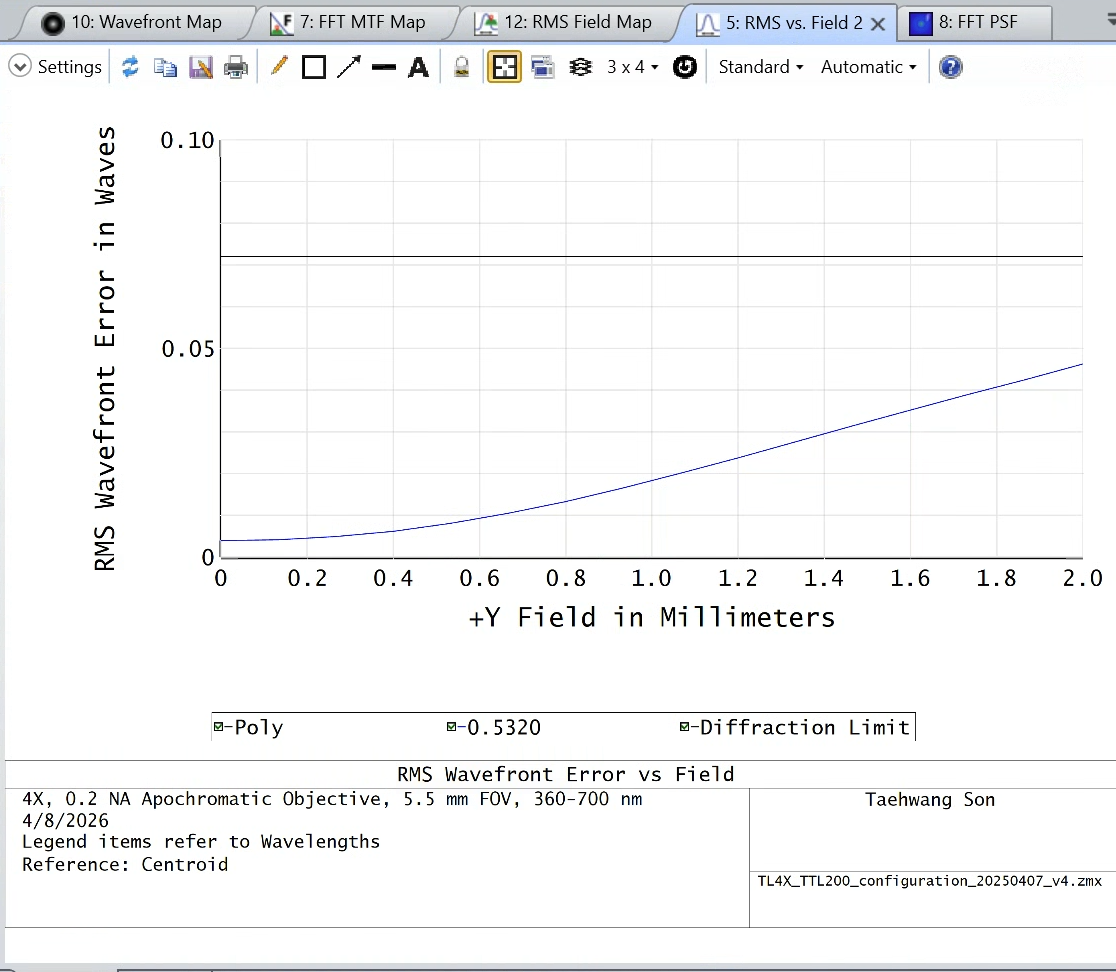 10: Wavefront Map
7: FFT MTF Map
12: RMS Field Map
5: RMS vs. Field 2
8: FFT PSF
Settings
3 x 4
Standard
Automatic
RMS Wavefront Error in Waves
0.10
0.05
0
0 0.2 0.4 0.6 0.8 1.0 1.2 1.4 1.6 1.8 2.0
+Y Field in Millimeters
-Poly
-0.5320
-Diffraction Limit
RMS Wavefront Error vs Field
4X, 0.2 NA Apochromatic Objective, 5.5 mm FOV, 360-700 nm
4/8/2026
Legend items refer to Wavelengths
Reference: Centroid
Taehwang Son
TL4X_TTL200_configuration_20250407_v4.zmx